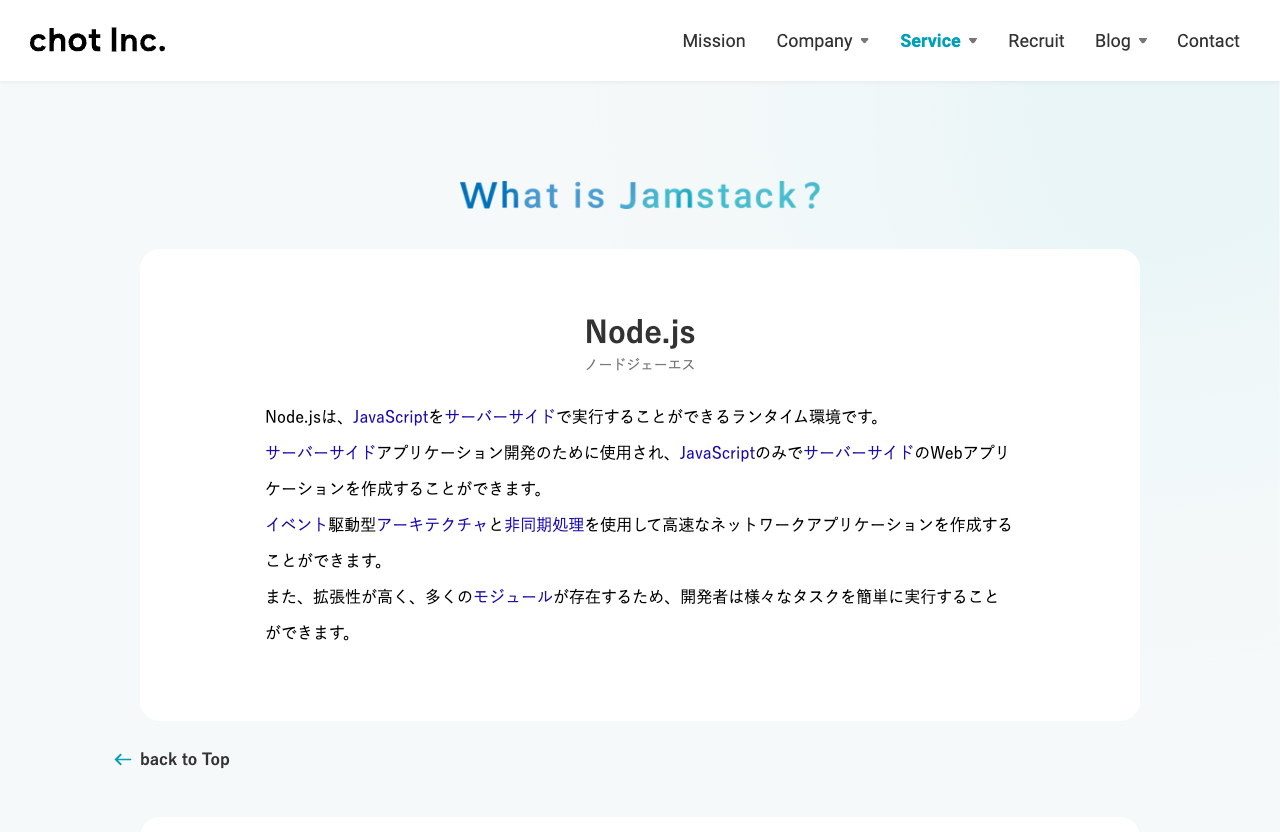 chot Inc.
Mission
Company
Service
Recruit
Blog
Contact
What is Jamstack?
Node.js
ノードジェーエス
Node.jsは、JavaScriptをサーバーサイドで実行することができるランタイム環境です。
サーバーサイドアプリケーション開発のために使用され、JavaScriptのみでサーバーサイドのWebアプリ
ケーションを作成することができます。
イベント駆動型アーキテクチャと非同期処理を使用して高速なネットワークアプリケーションを作成する
ことができます。
また、拡張性が高く、多くのモジュールが存在するため、開発者は様々なタスクを簡単に実行すること
ができます。
back to Top